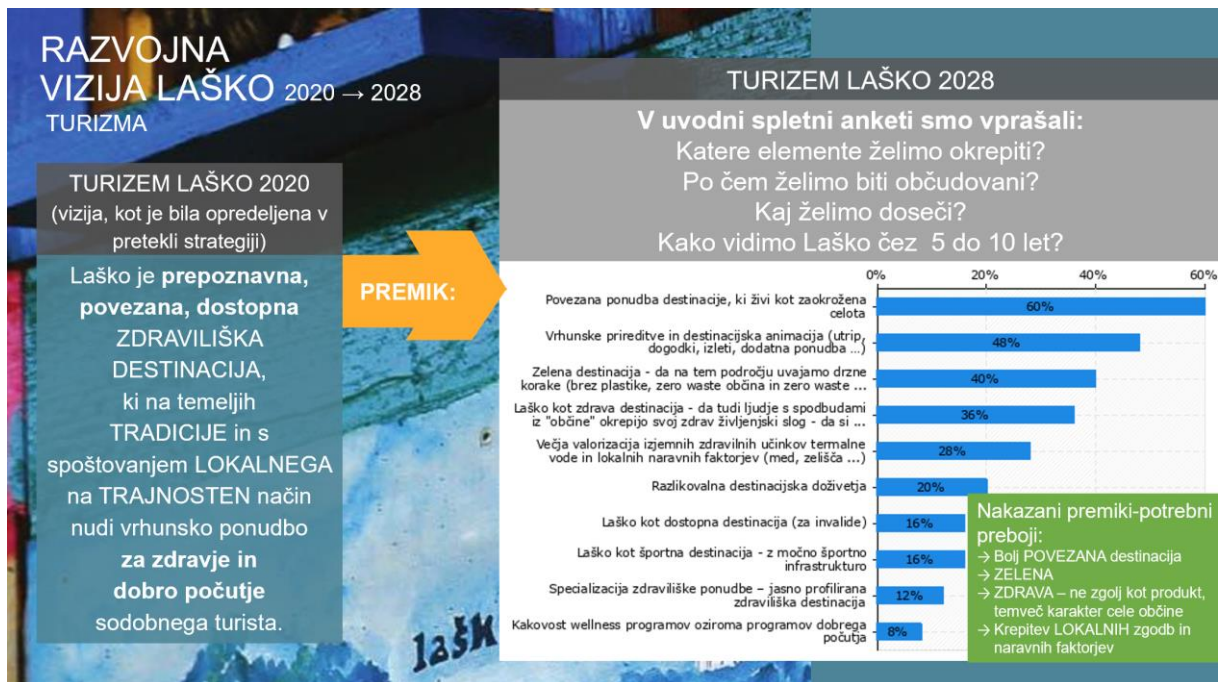 RAZVOJNA
VIZIJA LAŠKO 2020 → 2028
TURIZMA
TURIZEM LAŠKO 2020
(vizija, kot je bila opredeljena v
pretekli strategiji)
Laško je prepoznavna,
povezana, dostopna
ZDRAVILIŠKA
DESTINACIJA,
ki na temeljih
TRADICIJE in s
spoštovanjem LOKALNEGA
na TRAJNOSTEN način
nudi vrhunsko ponudbo
za zdravje in
dobro počutje
sodobnega turista.
PREMIK:
TURIZEM LAŠKO 2028
V uvodni spletni anketi smo vprašali:
Katere elemente želimo okrepiti?
Po čem želimo biti občudovani?
Kaj želimo doseči?
Kako vidimo Laško čez 5 do 10 let?
0% 20% 40% 60%
Povezana ponudba destinacije, ki živi kot zaokrožena
celota
60%
Vrhunske prireditve in destinacijska animacija (utrip,
dogodki, izleti, dodatna ponudba ...)
48%
Zelena destinacija - da na tem področju uvajamo drzne
korake (brez plastike, zero waste občina in zero waste ...
40%
Laško kot zdrava destinacija - da tudi ljudje s spodbudami
iz "občine" okrepijo svoj zdrav življenjski slog - da si ...
36%
Večja valorizacija izjemnih zdravilnih učinkov termalne
vode in lokalnih naravnih faktorjev (med, zelišča ...)
28%
Razlikovalna destinacijska doživetja
20%
Laško kot dostopna destinacija (za invalide)
16%
Laško kot športna destinacija - z močno športno
infrastrukturo
16%
Specializacija zdraviliške ponudbe – jasno profilirana
zdraviliška destinacija
12%
Kakovost wellness programov oziroma programov dobrega
počutja
8%
Nakazani premiki-potrebni
preboji:
→ Bolj POVEZANA destinacija
→ ZELENA
→ ZDRAVA – ne zgolj kot produkt,
temveč karakter cele občine
→ Krepitev LOKALNIH zgodb in
naravnih faktorjev
lašk